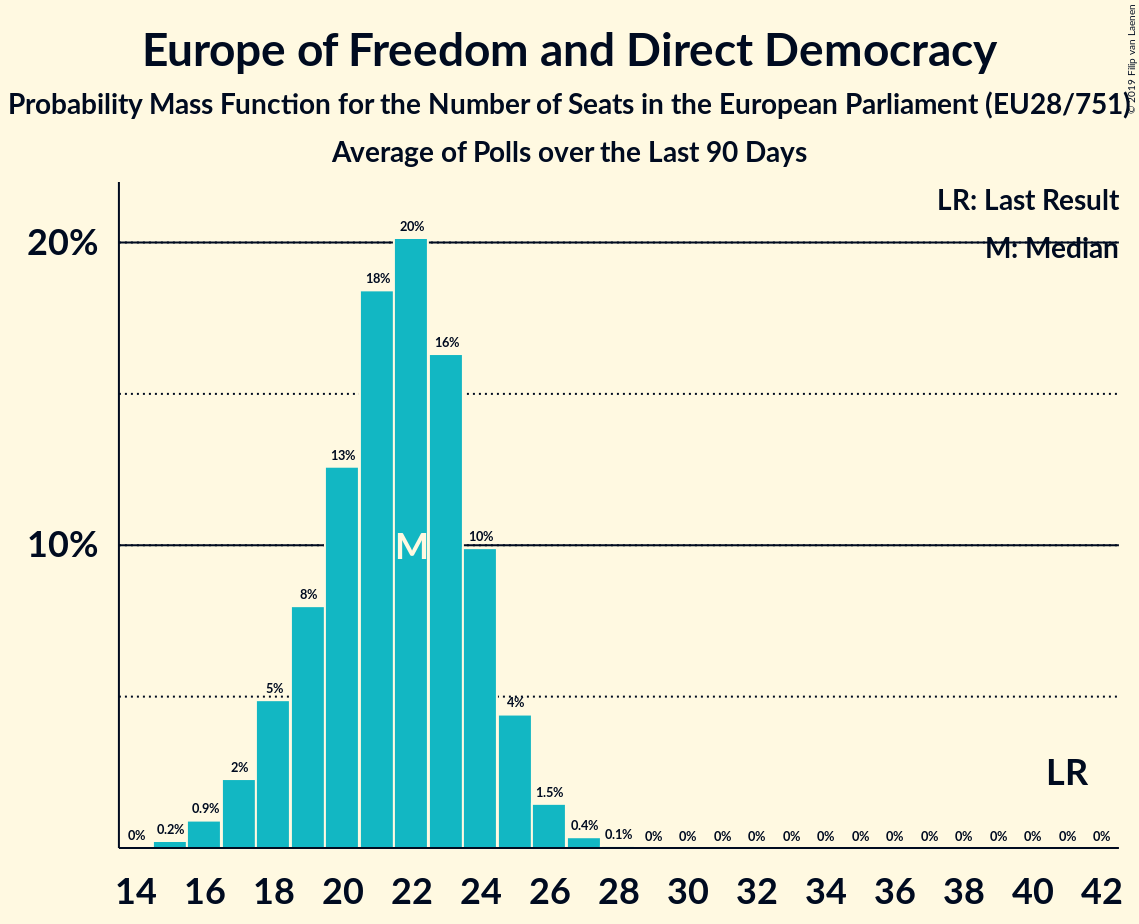 Europe of Freedom and Direct Democracy
Probability Mass Function for the Number of Seats in the European Parliament (EU28/751)
Average of Polls over the Last 90 Days
© 2019 Filip van Laenen
LR: Last Result
M: Median
20%
10%
0% 0.2% 0.9% 2% 5% 8% 13% 18% 20% 16% 10% 4% 1.5% 0.4% 0.1% 0% 0% 0% 0% 0% 0% 0% 0% 0% 0% 0% 0% 0% 0%
M
LR
14 16 18 20 22 24 26 28 30 32 34 36 38 40 42